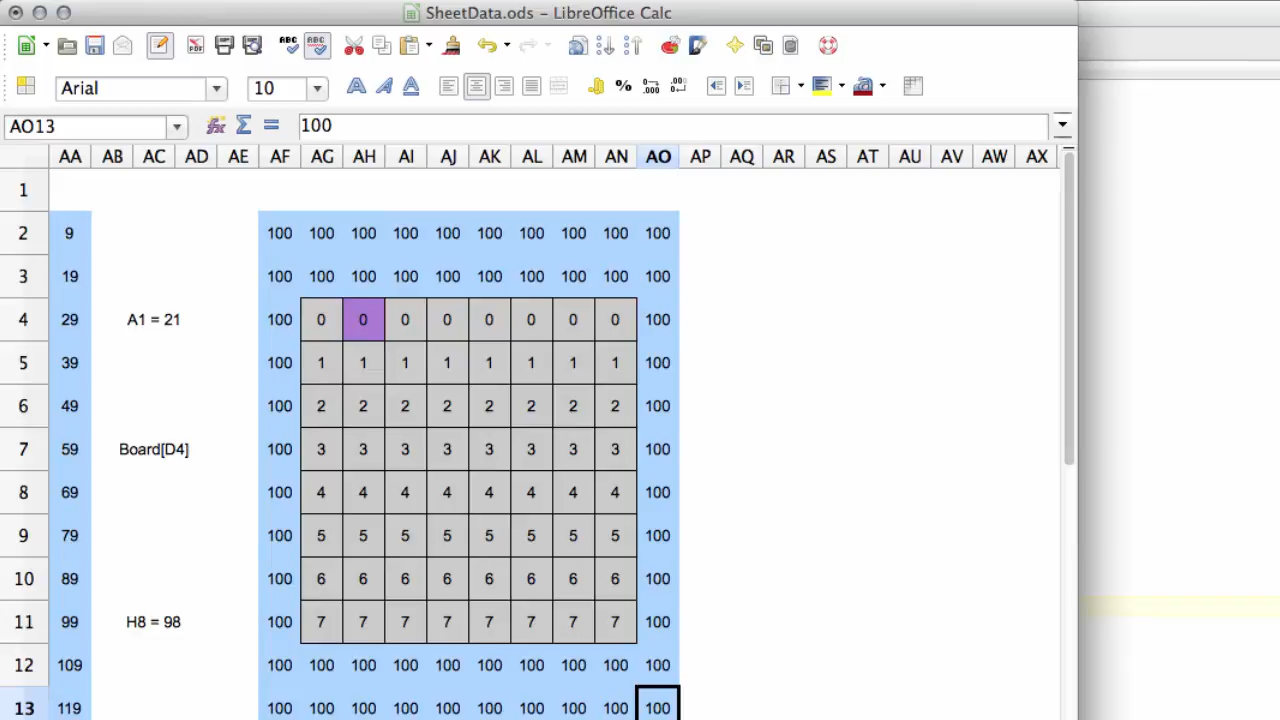 SheetData.ods – LibreOffice Calc
ABC ABC
Arial 10
AO13 100
AA AB AC AD AE AF AG AH AI AJ AK AL AM AN AO AP AQ AR AS AT AU AV AW AX
1
2 9 100 100 100 100 100 100 100 100 100 100
3 19 100 100 100 100 100 100 100 100 100 100
4 29 A1 = 21 100 0 0 0 0 0 0 0 0 100
5 39 100 1 1 1 1 1 1 1 1 100
6 49 100 2 2 2 2 2 2 2 2 100
7 59 Board[D4] 100 3 3 3 3 3 3 3 3 100
8 69 100 4 4 4 4 4 4 4 4 100
9 79 100 5 5 5 5 5 5 5 5 100
10 89 100 6 6 6 6 6 6 6 6 100
11 99 H8 = 98 100 7 7 7 7 7 7 7 7 100
12 109 100 100 100 100 100 100 100 100 100 100
13 119 100 100 100 100 100 100 100 100 100 100